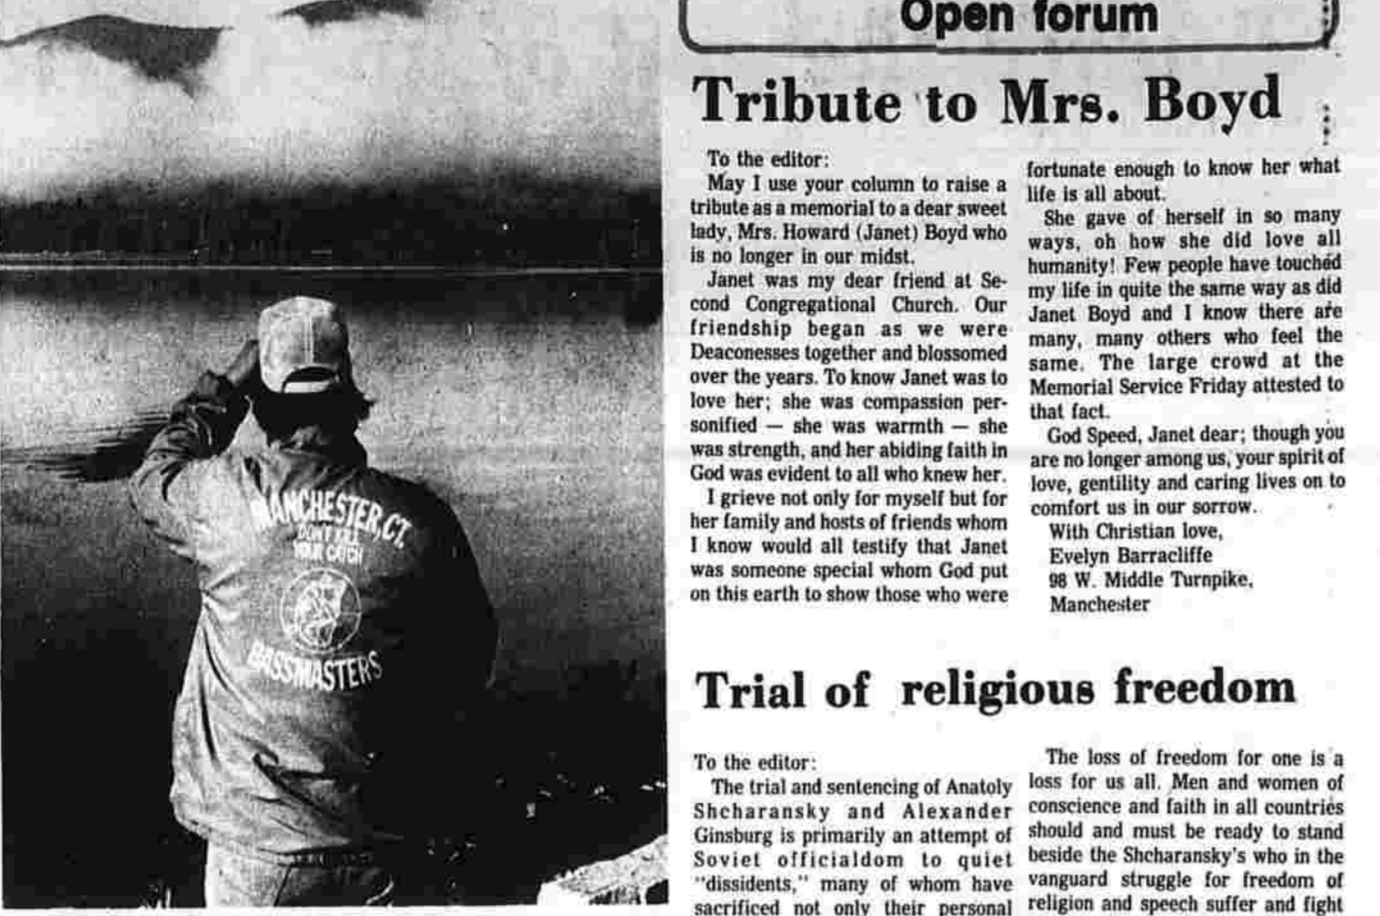 MANCHESTER, CT.
DON'T KILL
YOUR CATCH
BASSMASTERS
Open forum
Tribute to Mrs. Boyd
To the editor:
May I use your column to raise a
tribute as a memorial to a dear sweet
lady, Mrs. Howard (Janet) Boyd who
is no longer in our midst.
Janet was my dear friend at Se-
cond Congregational Church. Our
friendship began as we were
Deaconesses together and blossomed
over the years. To know Janet was to
love her; she was compassion per-
sonified — she was warmth — she
was strength, and her abiding faith in
God was evident to all who knew her.
I grieve not only for myself but for
her family and hosts of friends whom
I know would all testify that Janet
was someone special whom God put
on this earth to show those who were
fortunate enough to know her what
life is all about.
She gave of herself in so many
ways, oh how she did love all
humanity! Few people have touched
my life in quite the same way as did
Janet Boyd and I know there are
many, many others who feel the
same. The large crowd at the
Memorial Service Friday attested to
that fact.
God Speed, Janet dear; though you
are no longer among us, your spirit of
love, gentility and caring lives on to
comfort us in our sorrow.
With Christian love,
Evelyn Barracliffe
98 W. Middle Turnpike,
Manchester
Trial of religious freedom
To the editor:
The trial and sentencing of Anatoly
Shcharansky and Alexander
Ginsburg is primarily an attempt of
Soviet officialdom to quiet
"dissidents," many of whom have
sacrificed not only their personal
The loss of freedom for one is a
loss for us all. Men and women of
conscience and faith in all countries
should and must be ready to stand
beside the Shcharansky's who in the
vanguard struggle for freedom of
religion and speech suffer and fight